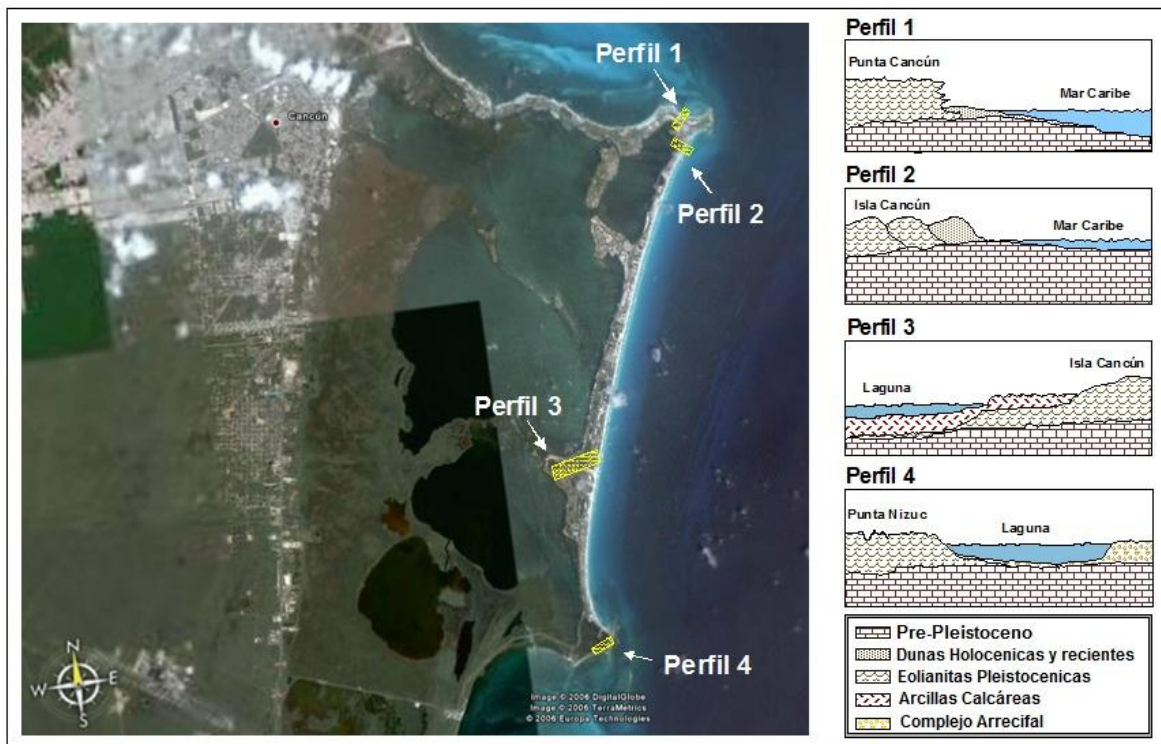 Perfil 1
Cancún
Perfil 2
Perfil 3
Perfil 4
N
W E
S
Image © 2006 DigitalGlobe
Image © 2006 TerraMetrics
© 2006 Europa Technologies
Perfil 1
Punta Cancún
Mar Caribe
Perfil 2
Isla Cancún
Mar Caribe
Perfil 3
Isla Cancún
Laguna
Perfil 4
Punta Nizuc
Laguna
Pre-Pleistoceno
Dunas Holocenicas y recientes
Eolianitas Pleistocenicas
Arcillas Calcáreas
Complejo Arrecifal